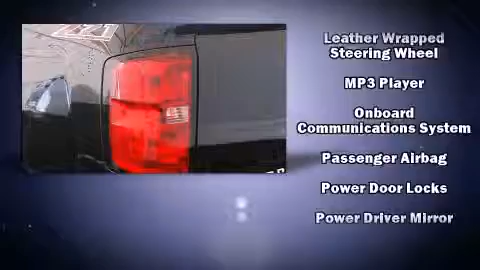 Leather Wrapped
Steering Wheel
MP3 Player
Onboard
Communications System
Passenger Airbag
Power Door Locks
Power Driver Mirror